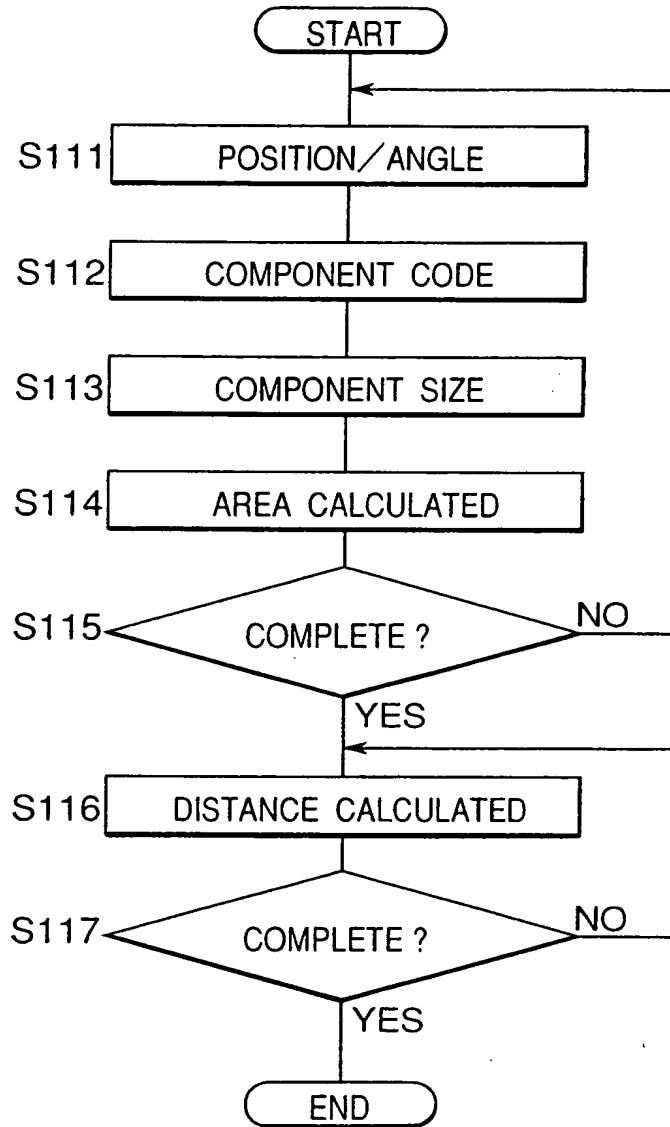 START
S111 POSITION/ANGLE
S112 COMPONENT CODE
S113 COMPONENT SIZE
S114 AREA CALCULATED
S115 COMPLETE ? NO
YES
S116 DISTANCE CALCULATED
S117 COMPLETE ? NO
YES
END